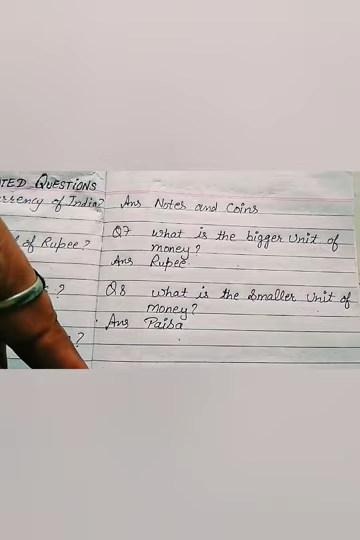 TED QUESTIONS
rrency of India?
l of Rupee?
?
?
Ans Notes and Coins
Q7 what is the bigger Unit of
money?
Ans Rupee
Q8 what is the smaller Unit of
money?
Ans Paisa